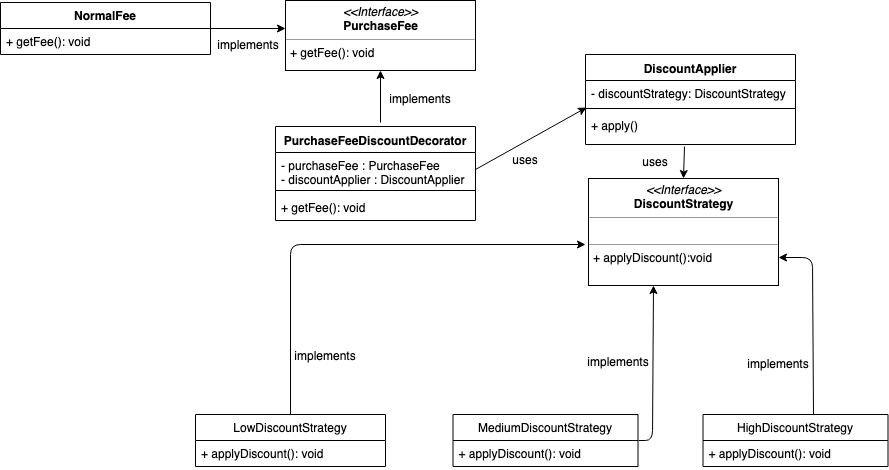 NormalFee
+ getFee(): void
implements
<<Interface>>
PurchaseFee
+ getFee(): void
implements
DiscountApplier
- discountStrategy: DiscountStrategy
+ apply()
PurchaseFeeDiscountDecorator
- purchaseFee : PurchaseFee
- discountApplier : DiscountApplier
+ getFee(): void
uses
uses
<<Interface>>
DiscountStrategy
+ applyDiscount():void
implements
implements
implements
LowDiscountStrategy
+ applyDiscount(): void
MediumDiscountStrategy
+ applyDiscount(): void
HighDiscountStrategy
+ applyDiscount(): void